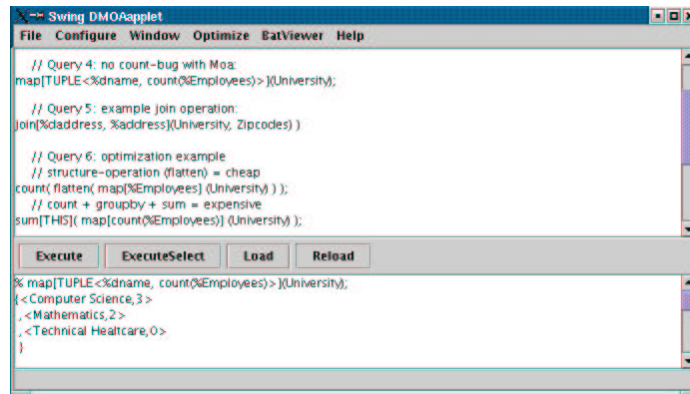 Swing DMOAapplet
File Configure Window Optimize BatViewer Help
// Query 4: no count-bug with Moa:
map[TUPLE<%dname, count(%Employees)>](University);
// Query 5: example join operation:
join[%daddress, %address](University, Zipcodes) )
// Query 6: optimization example
// structure-operation (flatten) = cheap
count( flatten( map[%Employees] (University) ) );
// count + groupby + sum = expensive
sum[THIS]( map[count(%Employees)] (University) );
Execute ExecuteSelect Load Reload
% map[TUPLE<%dname, count(%Employees)>](University);
{<Computer Science,3>
,<Mathematics,2>
,<Technical Healtcare,0>
}